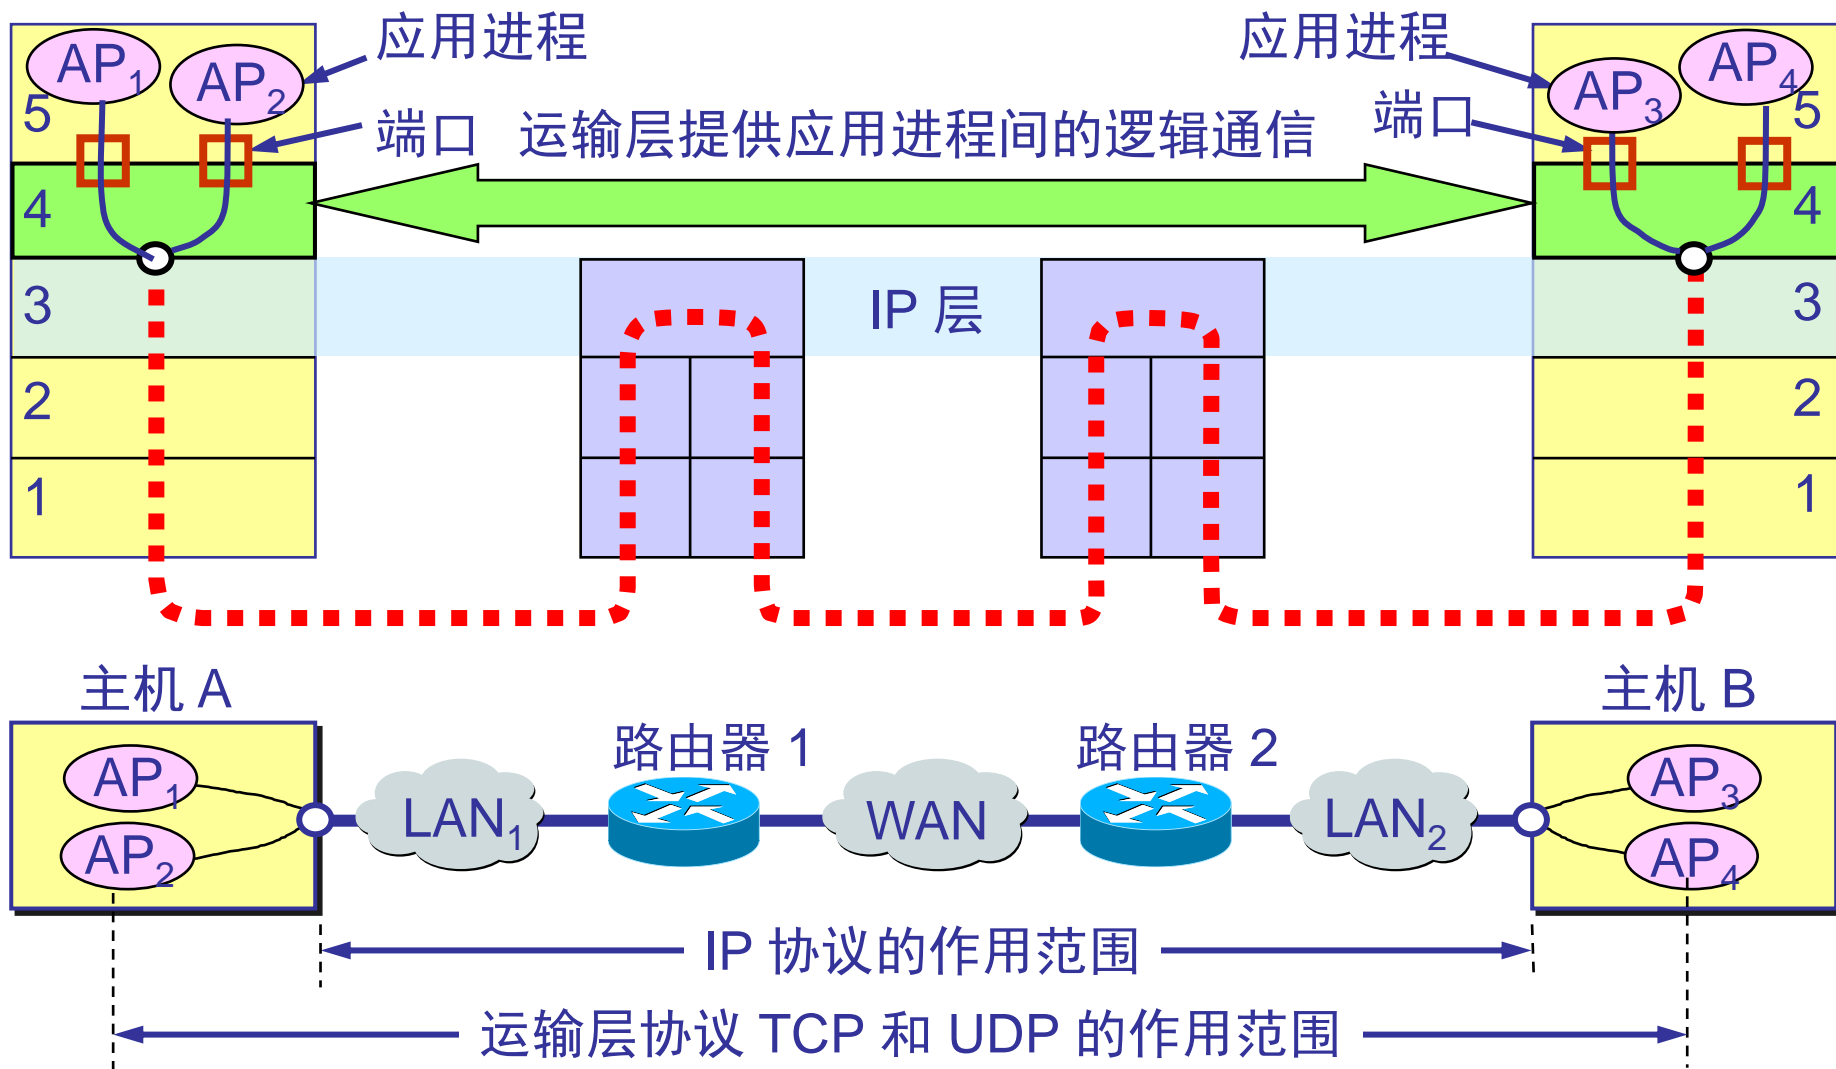 应用进程
应用进程
AP1
AP2
AP3
AP4
5
5
端口
运输层提供应用进程间的逻辑通信
端口
4
4
3
IP 层
3
2
2
1
1
主机 A
主机 B
路由器 1
路由器 2
AP1
AP3
LAN1
WAN
LAN2
AP2
AP4
IP 协议的作用范围
运输层协议 TCP 和 UDP 的作用范围